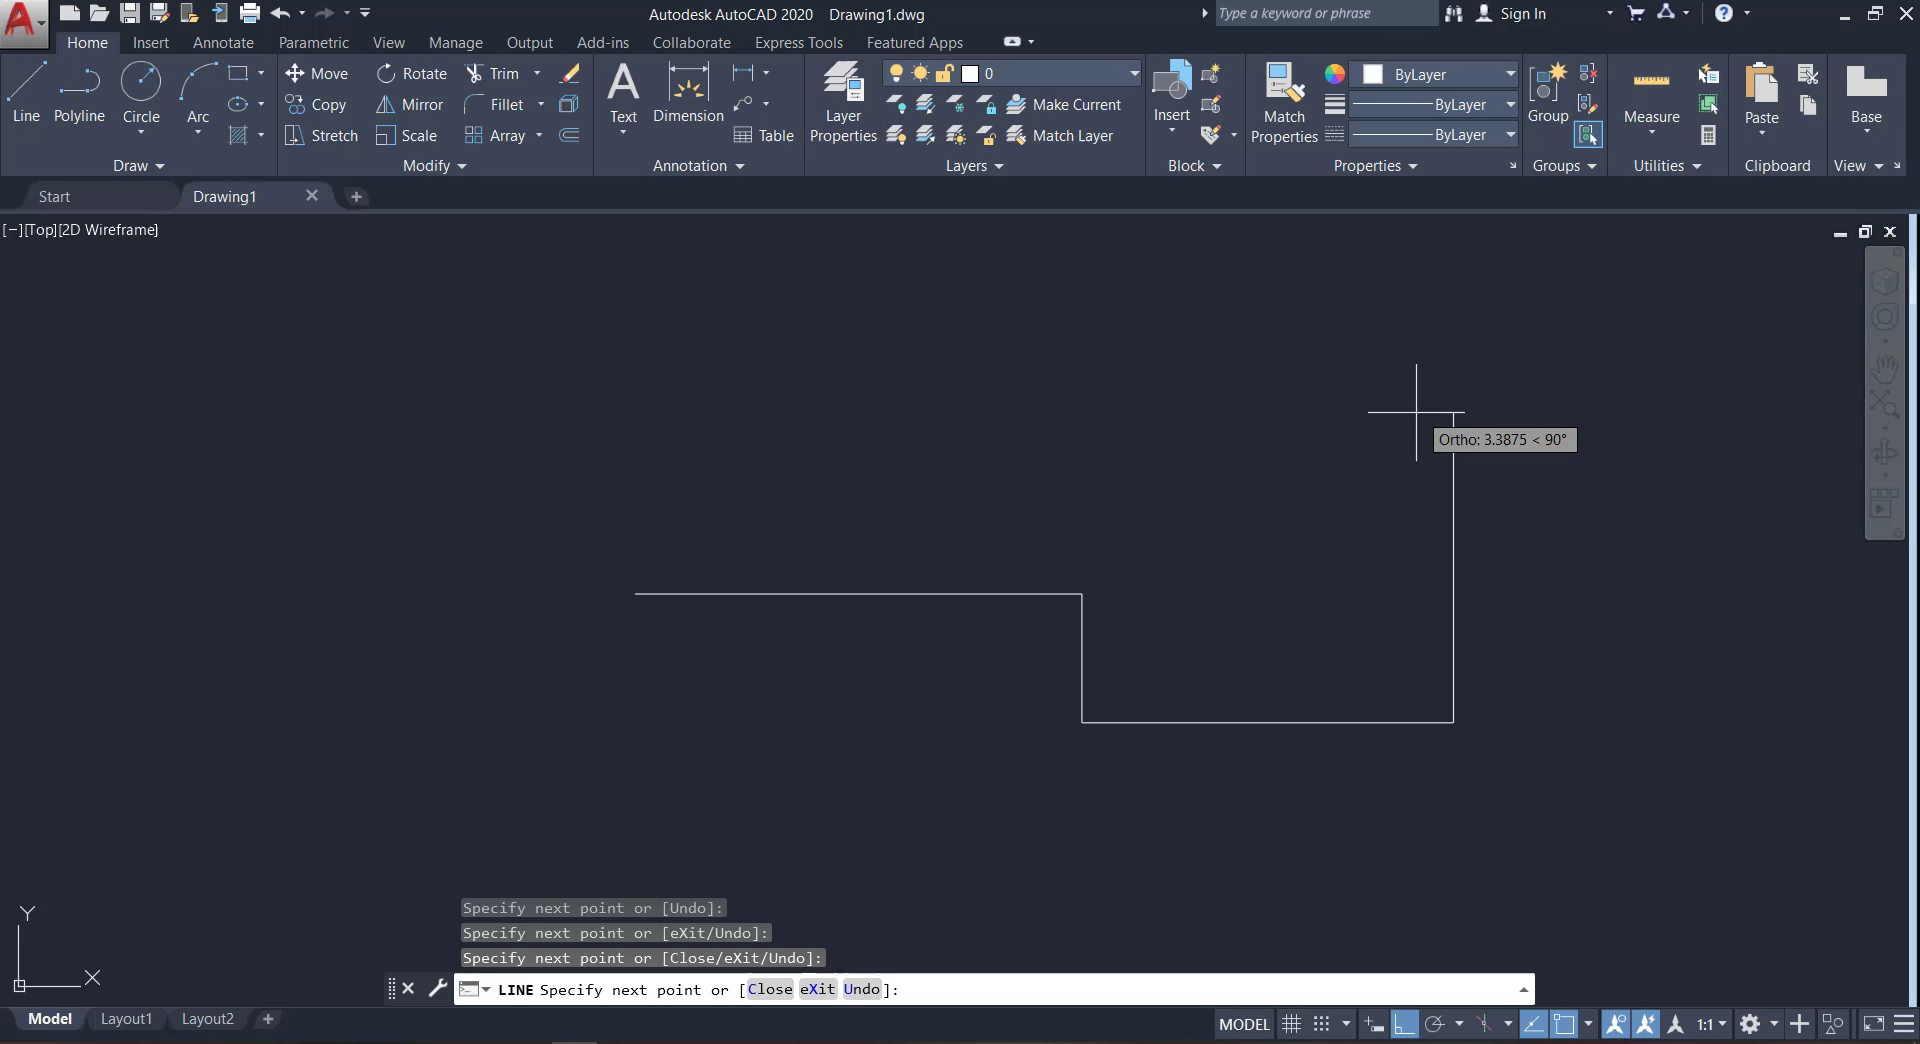 Autodesk AutoCAD 2020 Drawing1.dwg
Type a keyword or phrase
Sign In
Home Insert Annotate Parametric View Manage Output Add-ins Collaborate Express Tools Featured Apps
Line Polyline Circle Arc
Draw
Move Rotate Trim
Copy Mirror Fillet
Stretch Scale Array
Modify
Text Dimension Table
Annotation
Layer Properties
0
Make Current
Match Layer
Layers
Insert
Block
Match Properties
ByLayer
ByLayer
ByLayer
Properties
Group
Groups
Measure
Utilities
Paste
Clipboard
Base
View
Start Drawing1
[−][Top][2D Wireframe]
Ortho: 3.3875 < 90°
Y
X
Specify next point or [Undo]:
Specify next point or [eXit/Undo]:
Specify next point or [Close/eXit/Undo]:
LINE Specify next point or [Close eXit Undo]:
Model Layout1 Layout2
MODEL 1:1